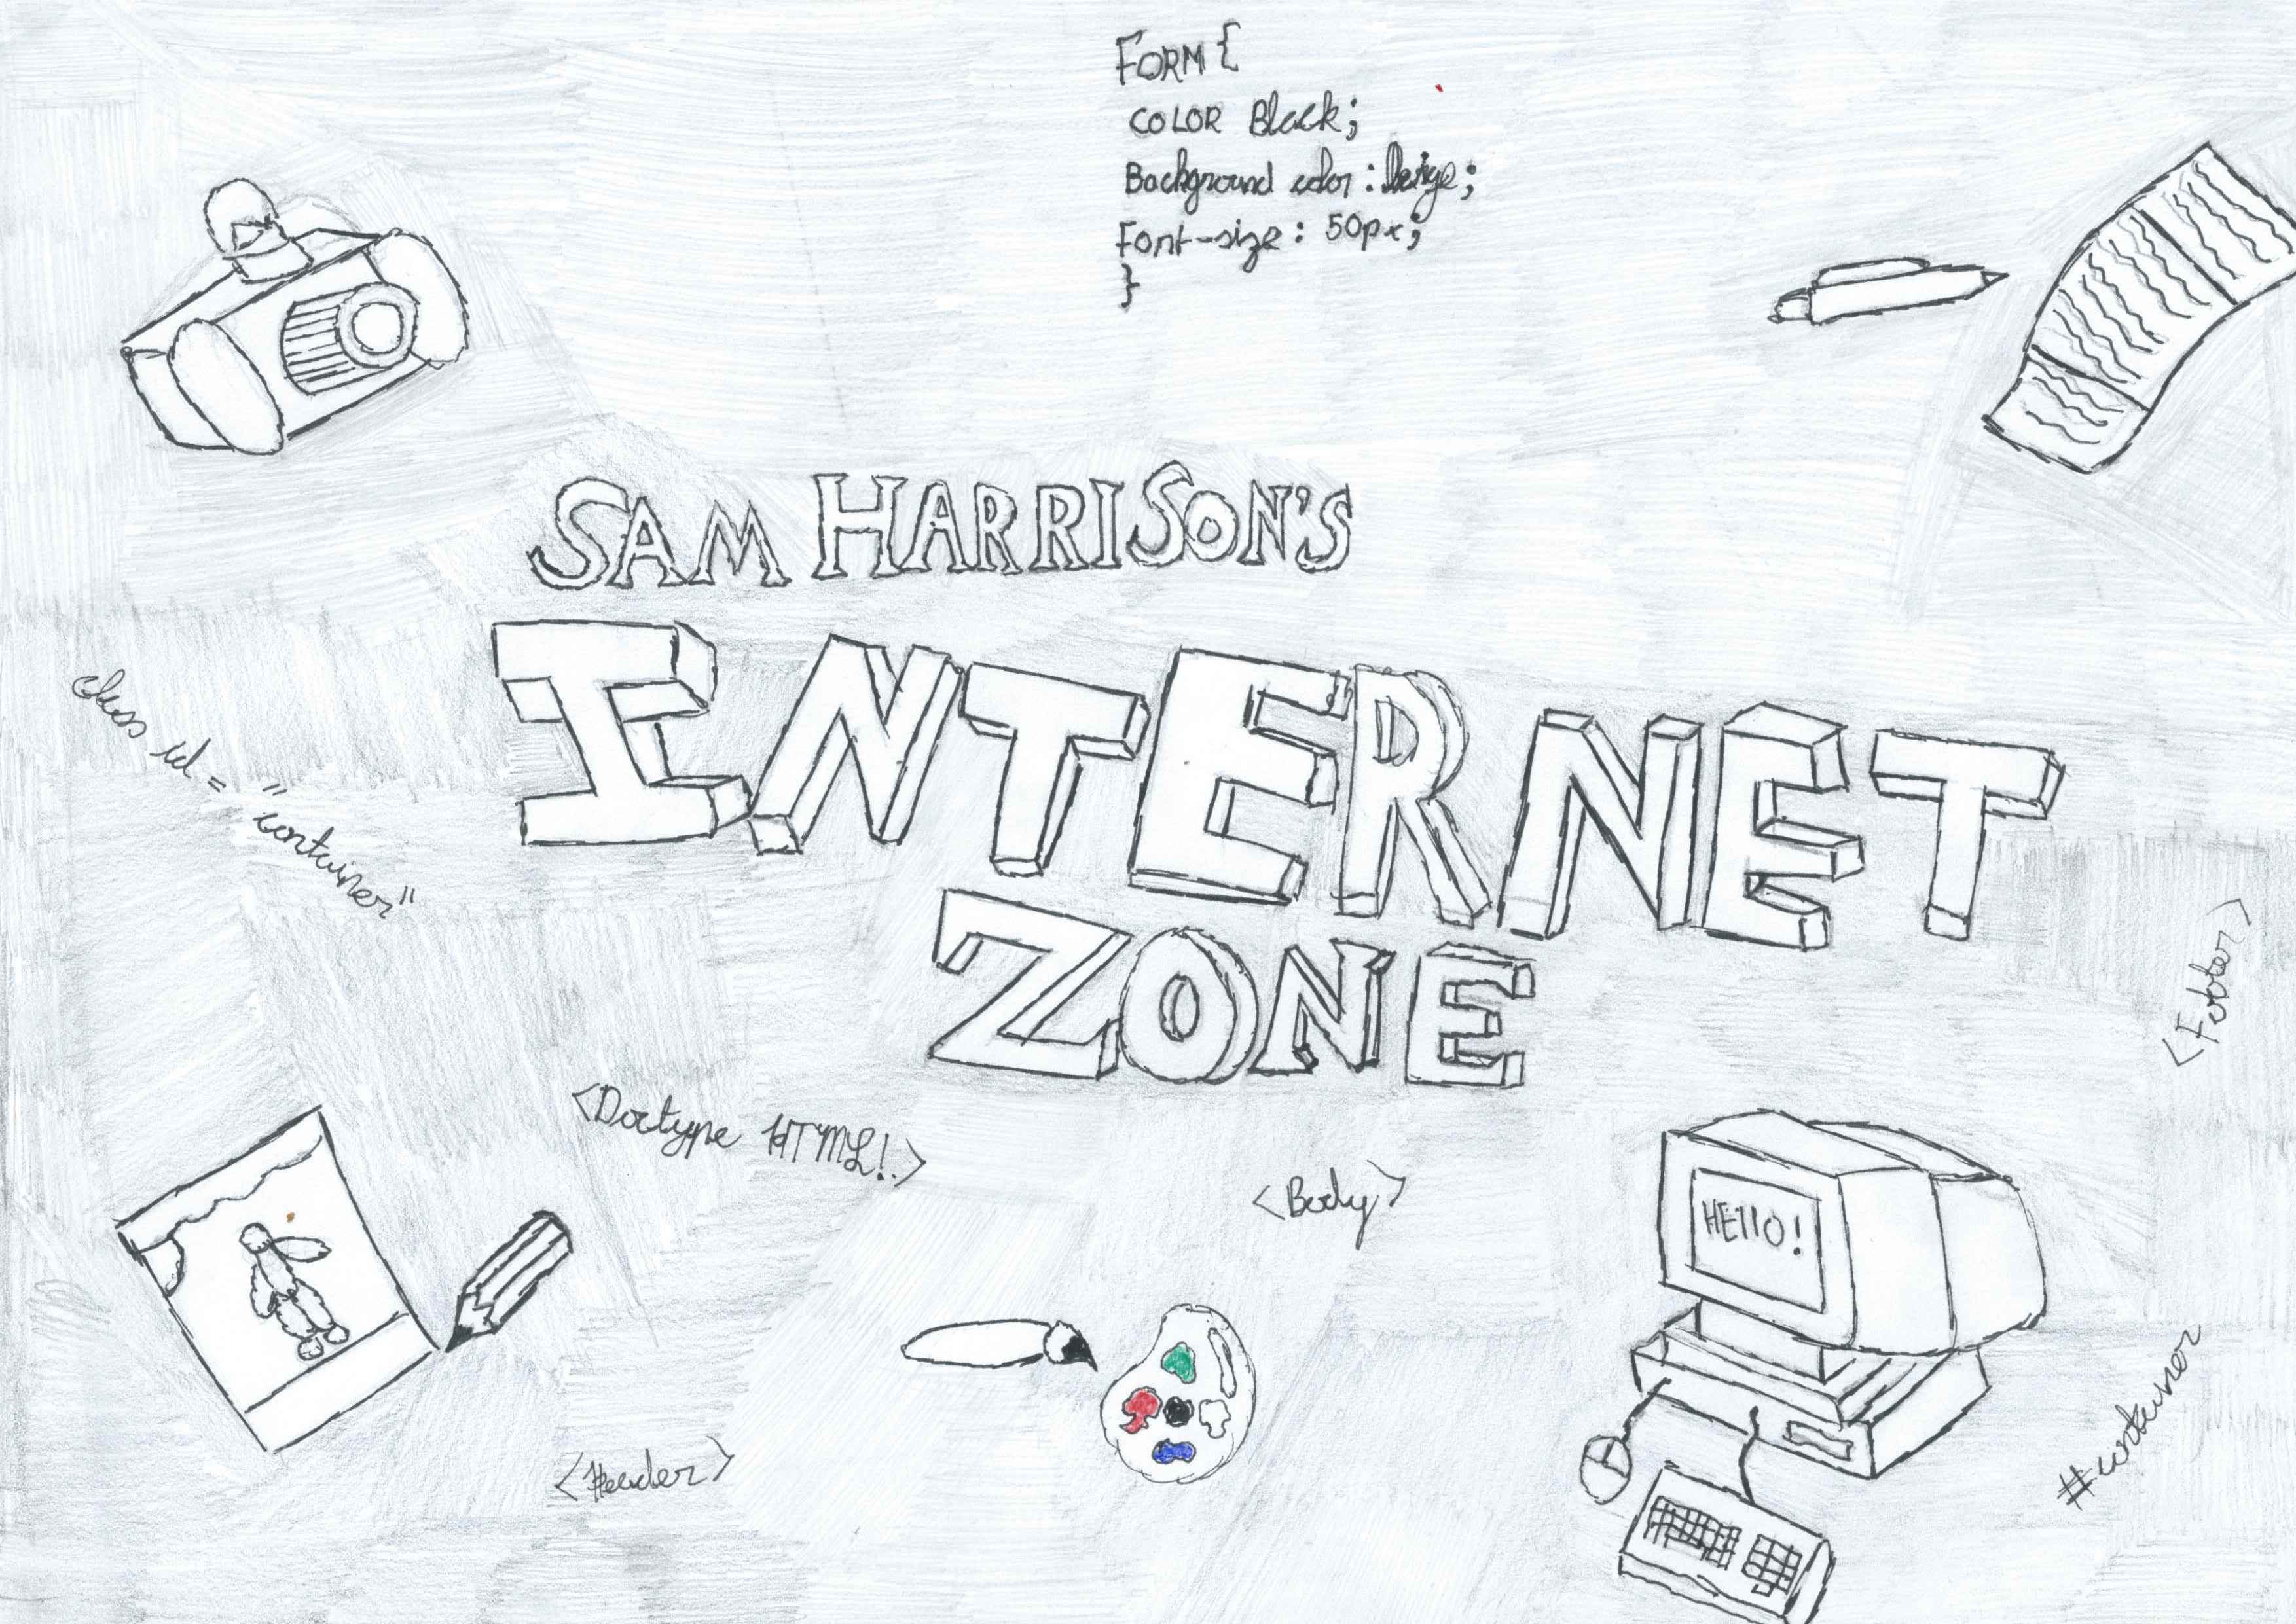 FORM {
COLOR Black;
Background color : Beige;
Font-size : 50px;
}
SAM HARRISON'S
INTERNET
ZONE
class id = "container"
<Footer>
<Doctype HTML!>
<Body>
HEllO!
#container
<Header>